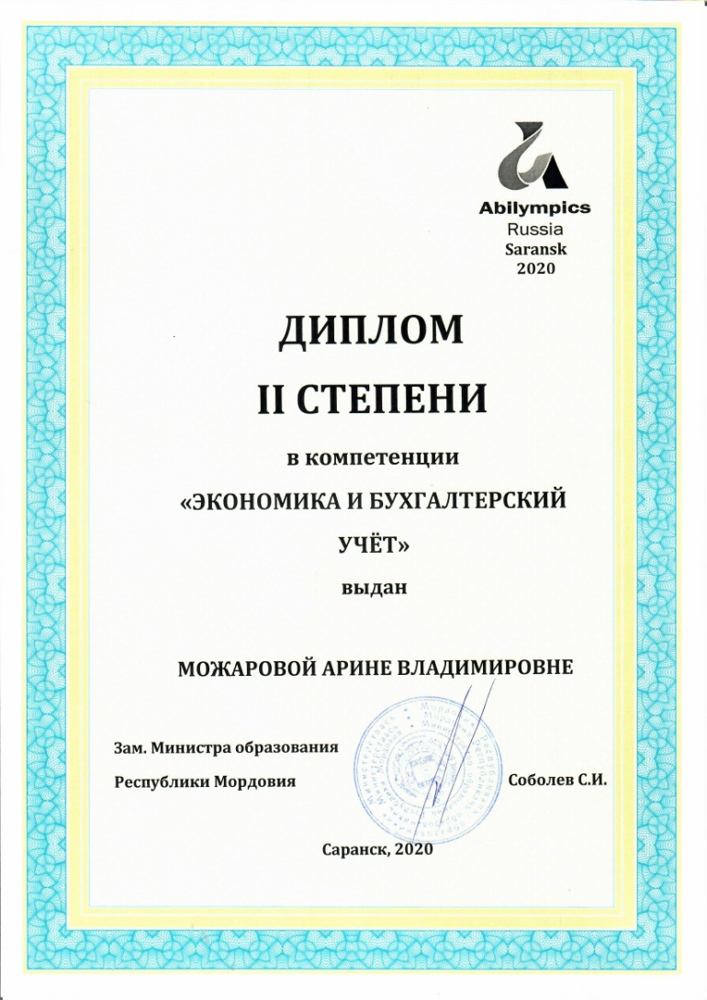 Abilympics
Russia
Saransk
2020
ДИПЛОМ
II СТЕПЕНИ
в компетенции
«ЭКОНОМИКА И БУХГАЛТЕРСКИЙ
УЧЁТ»
выдан
МОЖАРОВОЙ АРИНЕ ВЛАДИМИРОВНЕ
Зам. Министра образования
Республики Мордовия
Соболев С.И.
Саранск, 2020